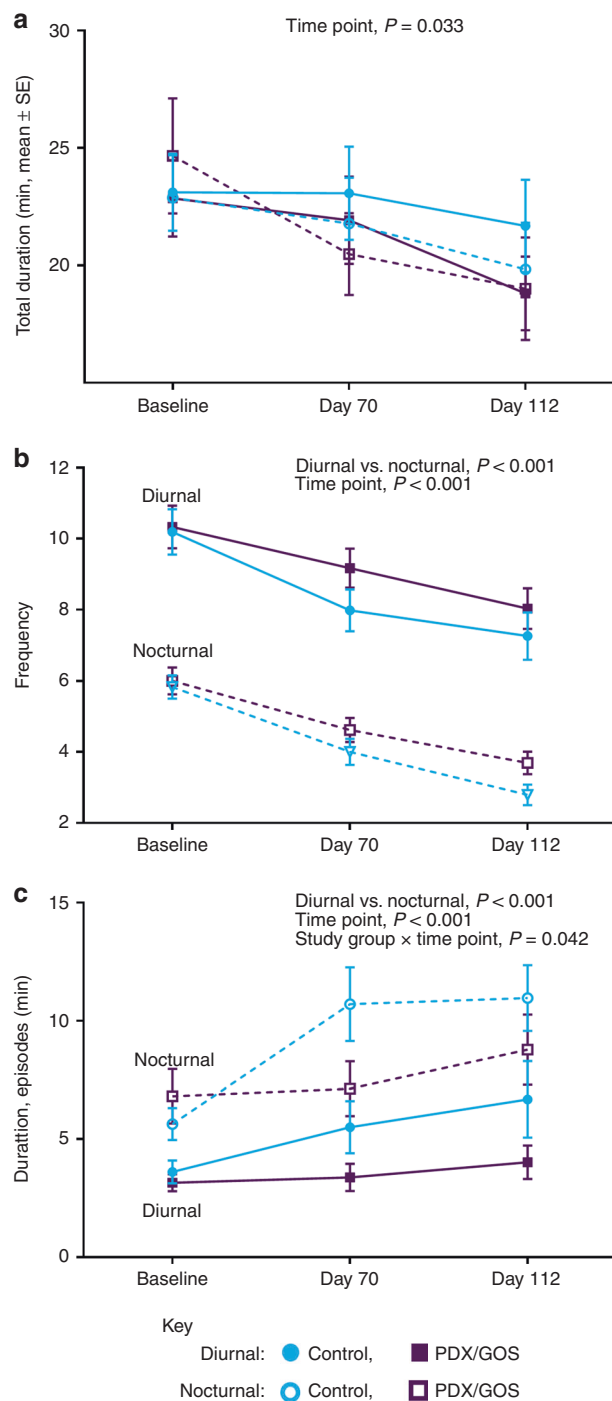 a
Time point, P = 0.033
Total duration (min, mean ± SE)
30
25
20
Baseline
Day 70
Day 112
b
Diurnal vs. nocturnal, P < 0.001
Time point, P < 0.001
Diurnal
Nocturnal
Frequency
12
10
8
6
4
2
Baseline
Day 70
Day 112
c
Diurnal vs. nocturnal, P < 0.001
Time point, P < 0.001
Study group × time point, P = 0.042
Nocturnal
Diurnal
Durattion, episodes (min)
15
10
5
0
Baseline
Day 70
Day 112
Key
Diurnal: Control, PDX/GOS
Nocturnal: Control, PDX/GOS